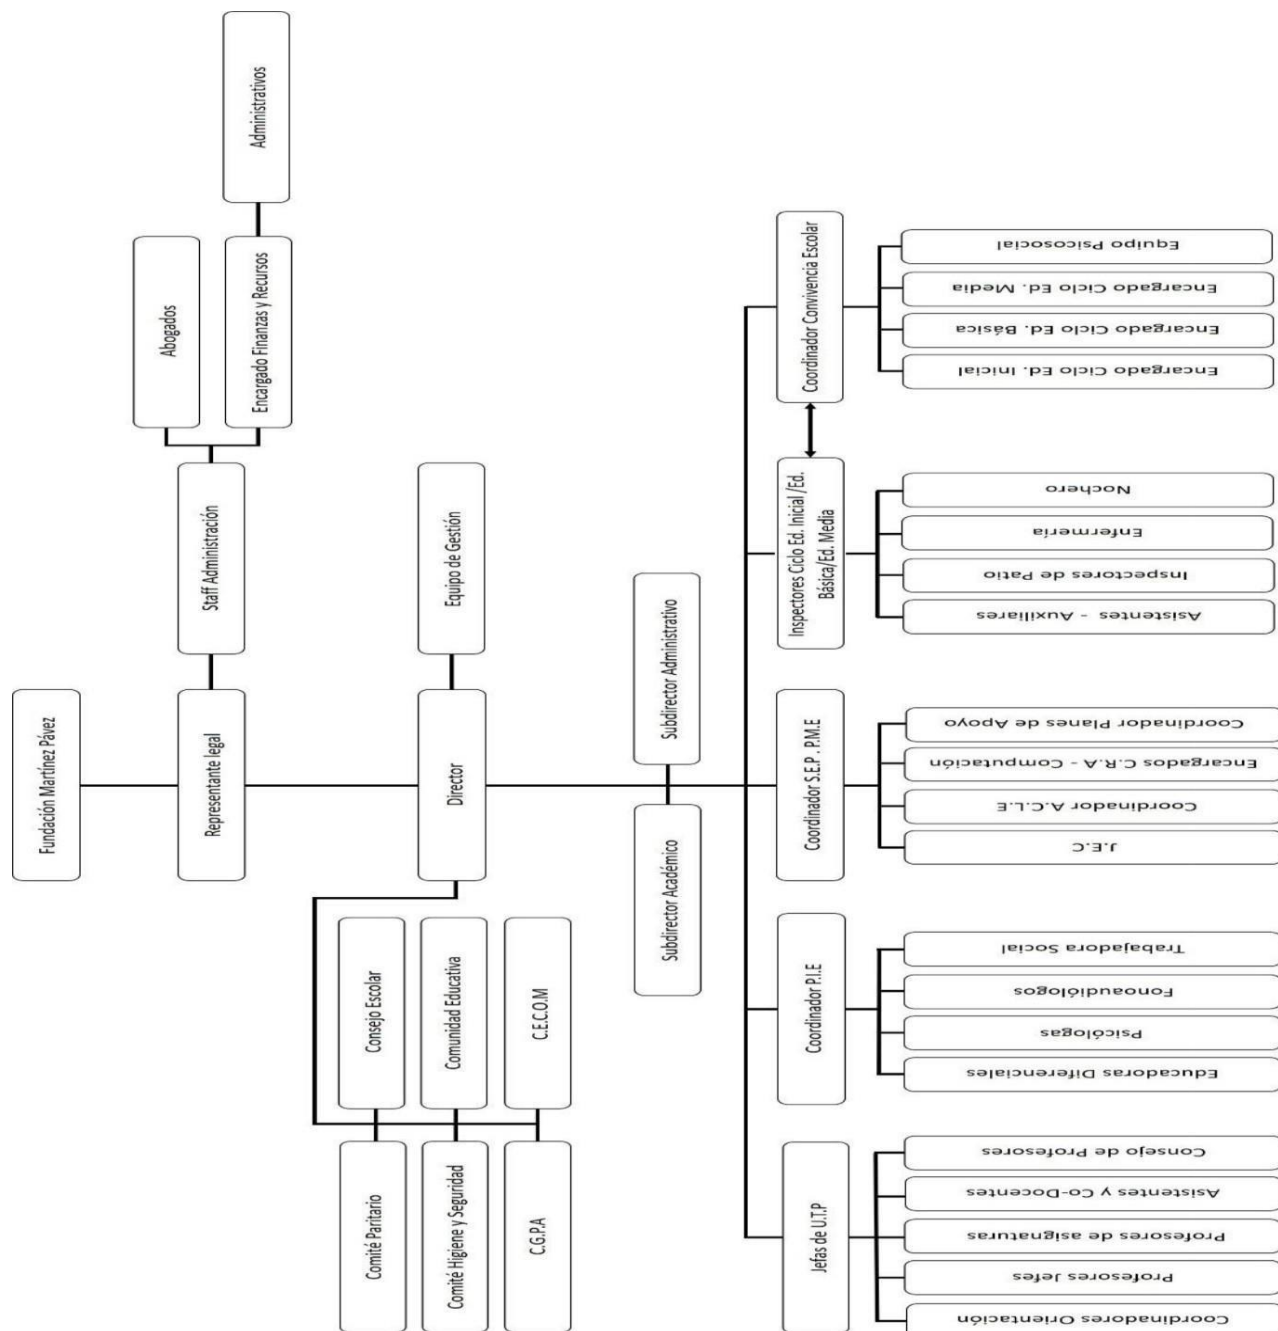 Fundación Martínez Pávez
Representante legal
Staff Administración
Abogados
Encargado Finanzas y Recursos
Administrativos
Director
Equipo de Gestión
Comité Paritario
Consejo Escolar
Comité Higiene y Seguridad
Comunidad Educativa
C.G.P.A
C.E.C.O.M
Subdirector Académico
Subdirector Administrativo
Jefas de U.T.P
Coordinador P.I.E
Coordinador S.E.P . P.M.E
Inspectores Ciclo Ed. Inicial /Ed.
Básica/Ed. Media
Coordinador Convivencia Escolar
Coordinadores Orientación
Profesores Jefes
Profesores de asignaturas
Asistentes y Co-Docentes
Consejo de Profesores
Educadoras Diferenciales
Psicólogas
Fonoaudiólogos
Trabajadora Social
J.E.C
Coordinador A.C.L.E
Encargados C.R.A - Computación
Coordinador Planes de Apoyo
Asistentes - Auxiliares
Inspectores de Patio
Enfermería
Nochero
Encargado Ciclo Ed. Inicial
Encargado Ciclo Ed. Básica
Encargado Ciclo Ed. Media
Equipo Psicosocial